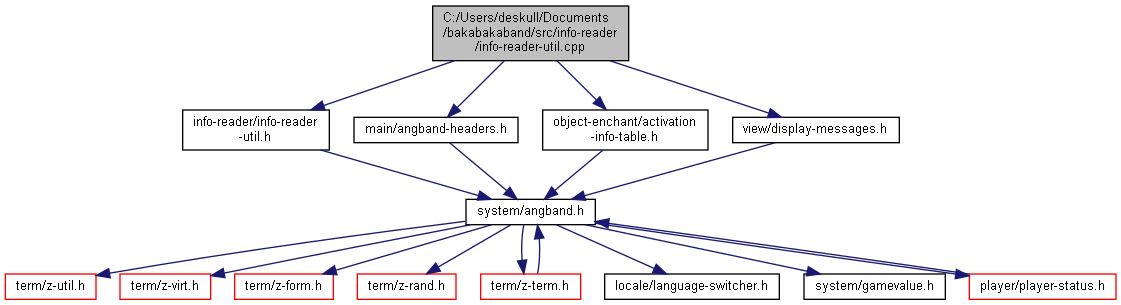 C:/Users/deskull/Documents
/bakabakaband/src/info-reader
/info-reader-util.cpp
info-reader/info-reader
-util.h
main/angband-headers.h
object-enchant/activation
-info-table.h
view/display-messages.h
system/angband.h
term/z-util.h
term/z-virt.h
term/z-form.h
term/z-rand.h
term/z-term.h
locale/language-switcher.h
system/gamevalue.h
player/player-status.h